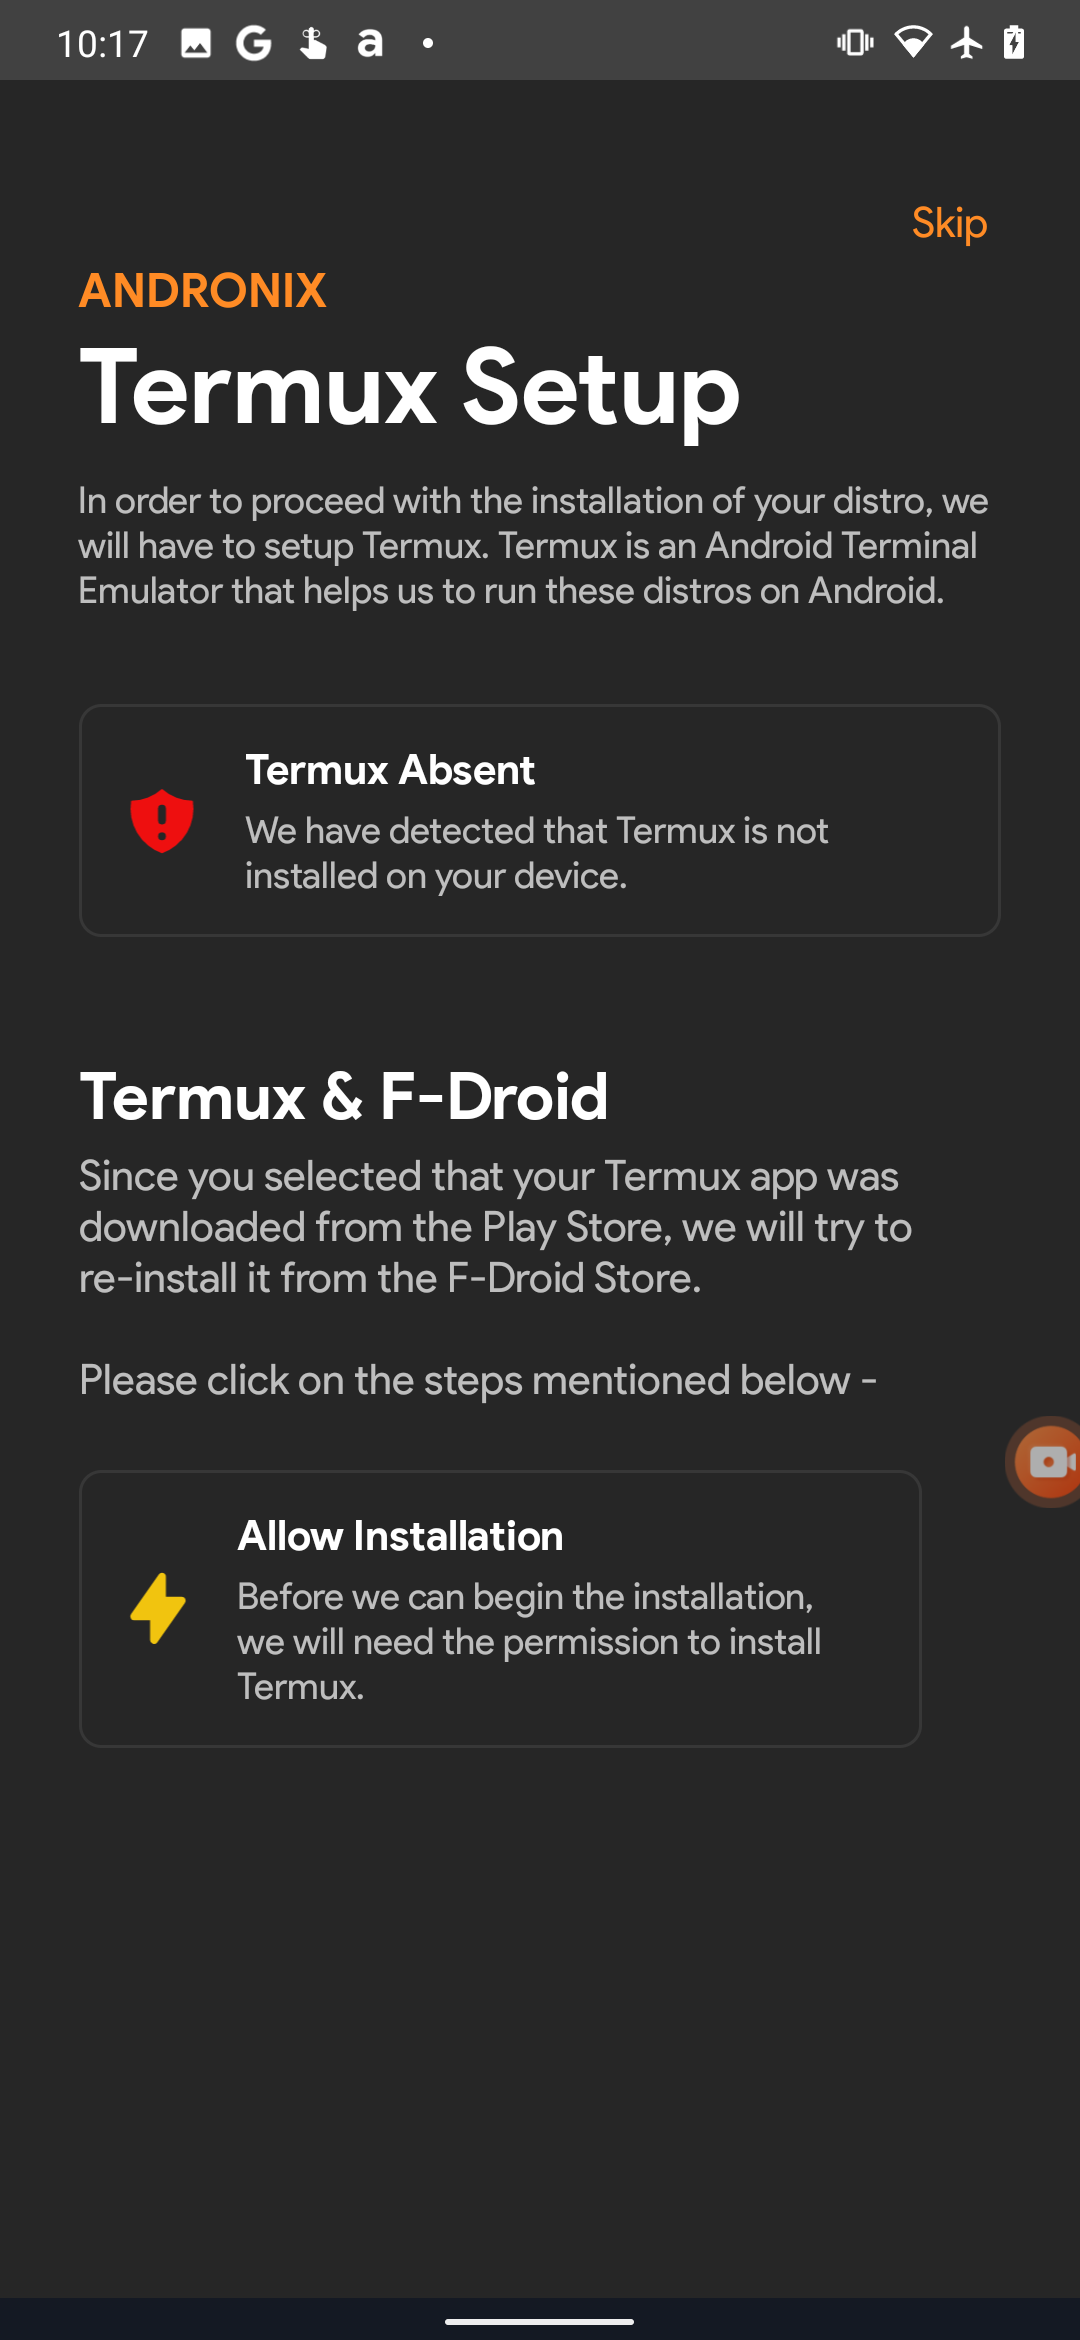 10:17
Skip
ANDRONIX
Termux Setup
In order to proceed with the installation of your distro, we
will have to setup Termux. Termux is an Android Terminal
Emulator that helps us to run these distros on Android.
Termux Absent
We have detected that Termux is not
installed on your device.
Termux & F-Droid
Since you selected that your Termux app was
downloaded from the Play Store, we will try to
re-install it from the F-Droid Store.
Please click on the steps mentioned below -
Allow Installation
Before we can begin the installation,
we will need the permission to install
Termux.